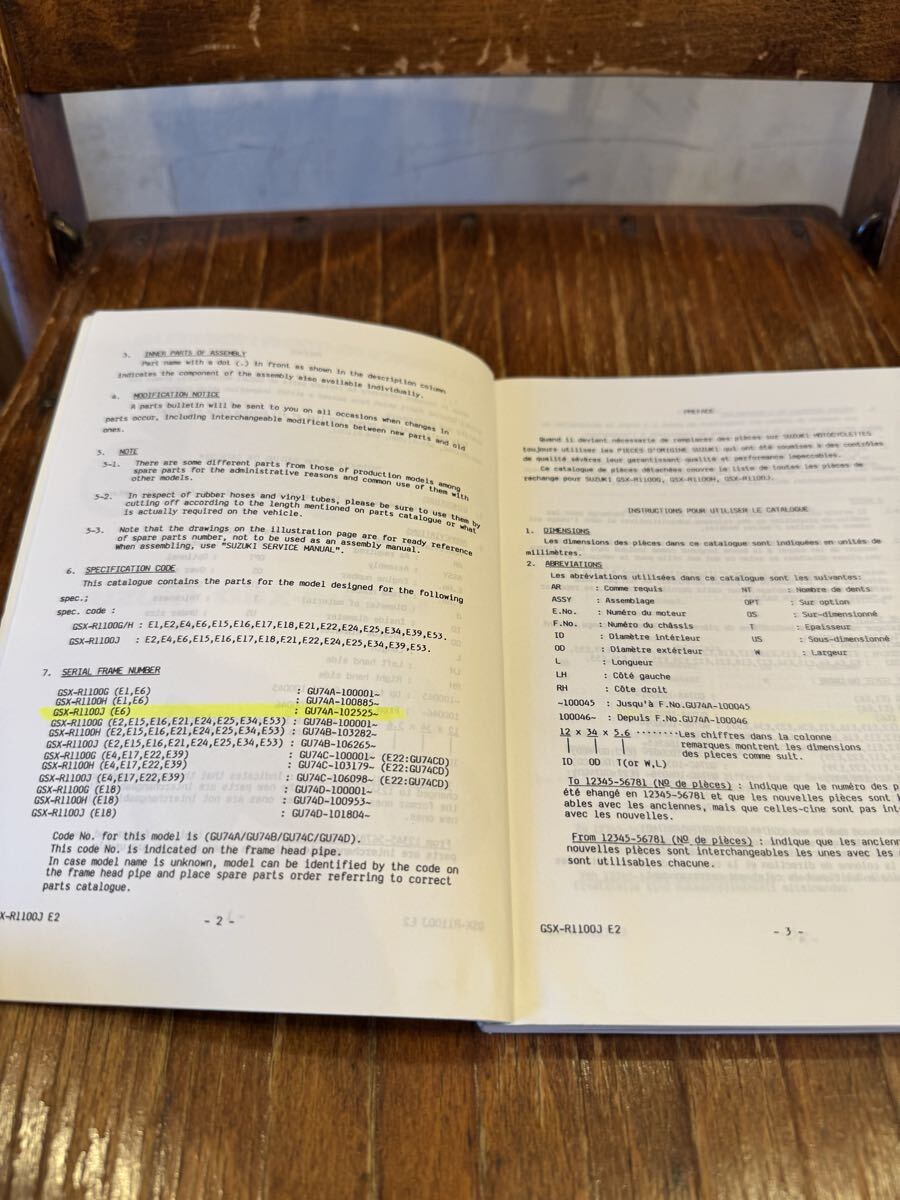 3. INNER PARTS OF ASSEMBLY
Part name with a dot (.) in front as shown in the description column
indicates the component of the assembly also available individually.
4. MODIFICATION NOTICE
A parts bulletin will be sent to you on all occasions when changes in
parts occur, including interchangeable modifications between new parts and old
ones.
5. NOTE
5-1. There are some different parts from those of production models among
spare parts for the administrative reasons and common use of them with
other models.
5-2. In respect of rubber hoses and vinyl tubes, please be sure to use them by
cutting off according to the length mentioned on parts catalogue or what
is actually required on the vehicle.
5-3. Note that the drawings on the illustration page are for ready reference
of spare parts number, not to be used as an assembly manual.
When assembling, use "SUZUKI SERVICE MANUAL".
6. SPECIFICATION CODE
This catalogue contains the parts for the model designed for the following
spec.;
spec. code :
GSX-R1100G/H : E1,E2,E4,E6,E15,E16,E17,E18,E21,E22,E24,E25,E34,E39,E53.
GSX-R1100J : E2,E4,E6,E15,E16,E17,E18,E21,E22,E24,E25,E34,E39,E53.
7. SERIAL FRAME NUMBER
GSX-R1100G (E1,E6) : GU74A-100001~
GSX-R1100H (E1,E6) : GU74A-100885~
GSX-R1100J (E6) : GU74A-102525~
GSX-R1100G (E2,E15,E16,E21,E24,E25,E34,E53) : GU74B-100001~
GSX-R1100H (E2,E15,E16,E21,E24,E25,E34,E53) : GU74B-103282~
GSX-R1100J (E2,E15,E16,E21,E24,E25,E34,E53) : GU74B-106265~
GSX-R1100G (E4,E17,E22,E39) : GU74C-100001~ (E22:GU74CD)
GSX-R1100H (E4,E17,E22,E39) : GU74C-103179~ (E22:GU74CD)
GSX-R1100J (E4,E17,E22,E39) : GU74C-106098~ (E22:GU74CD)
GSX-R1100G (E18) : GU74D-100001~
GSX-R1100H (E18) : GU74D-100953~
GSX-R1100J (E18) : GU74D-101804~
Code No. for this model is (GU74A/GU74B/GU74C/GU74D).
This code No. is indicated on the frame head pipe.
In case model name is unknown, model can be identified by the code on
the frame head pipe and place spare parts order referring to correct
parts catalogue.
X-R1100J E2
- 2 -
PREFACE
Quand il devient nécessaire de remplacer des pièces sur SUZUKI MOTOCYCLETTES
toujours utiliser les PIECES D'ORIGINE SUZUKI qui ont été soumises à des contrôles
de qualité sévères leur garantissant qualité et performance impeccables.
Ce catalogue de pièces détachées couvre la liste de toutes les pièces de
rechange pour SUZUKI GSX-R1100G, GSX-R1100H, GSX-R1100J.
INSTRUCTIONS POUR UTILISER LE CATALOGUE
1. DIMENSIONS
Les dimensions des pièces dans ce catalogue sont indiquées en unités de
millimètres.
2. ABREVIATIONS
Les abréviations utilisées dans ce catalogue sont les suivantes:
AR : Comme requis NT : Nombre de dents
ASSY : Assemblage OPT : Sur option
E.No. : Numéro du moteur OS : Sur-dimensionné
F.No. : Numéro du châssis T : Epaisseur
ID : Diamètre intérieur US : Sous-dimensionné
OD : Diamètre extérieur W : Largeur
L : Longueur
LH : Côté gauche
RH : Côte droit
~100045 : Jusqu'à F.No.GU74A-100045
100046~ : Depuis F.No.GU74A-100046
12 x 34 x 5.6 ········Les chiffres dans la colonne
remarques montrent les dimensions
des pieces comme suit.
ID OD T(or W,L)
To 12345-56781 (Nº de pièces) : indique que le numéro des p
été ehangé en 12345-56781 et que les nouvelles pièces sont
ables avec les anciennes, mais que celles-cîne sont pas int
avec les nouvelles.
From 12345-56781 (Nº de pièces) : indique que les ancien
nouvelles pièces sont interchangeables les unes avec les
sont utilisables chacune.
GSX-R1100J E2
- 3 -